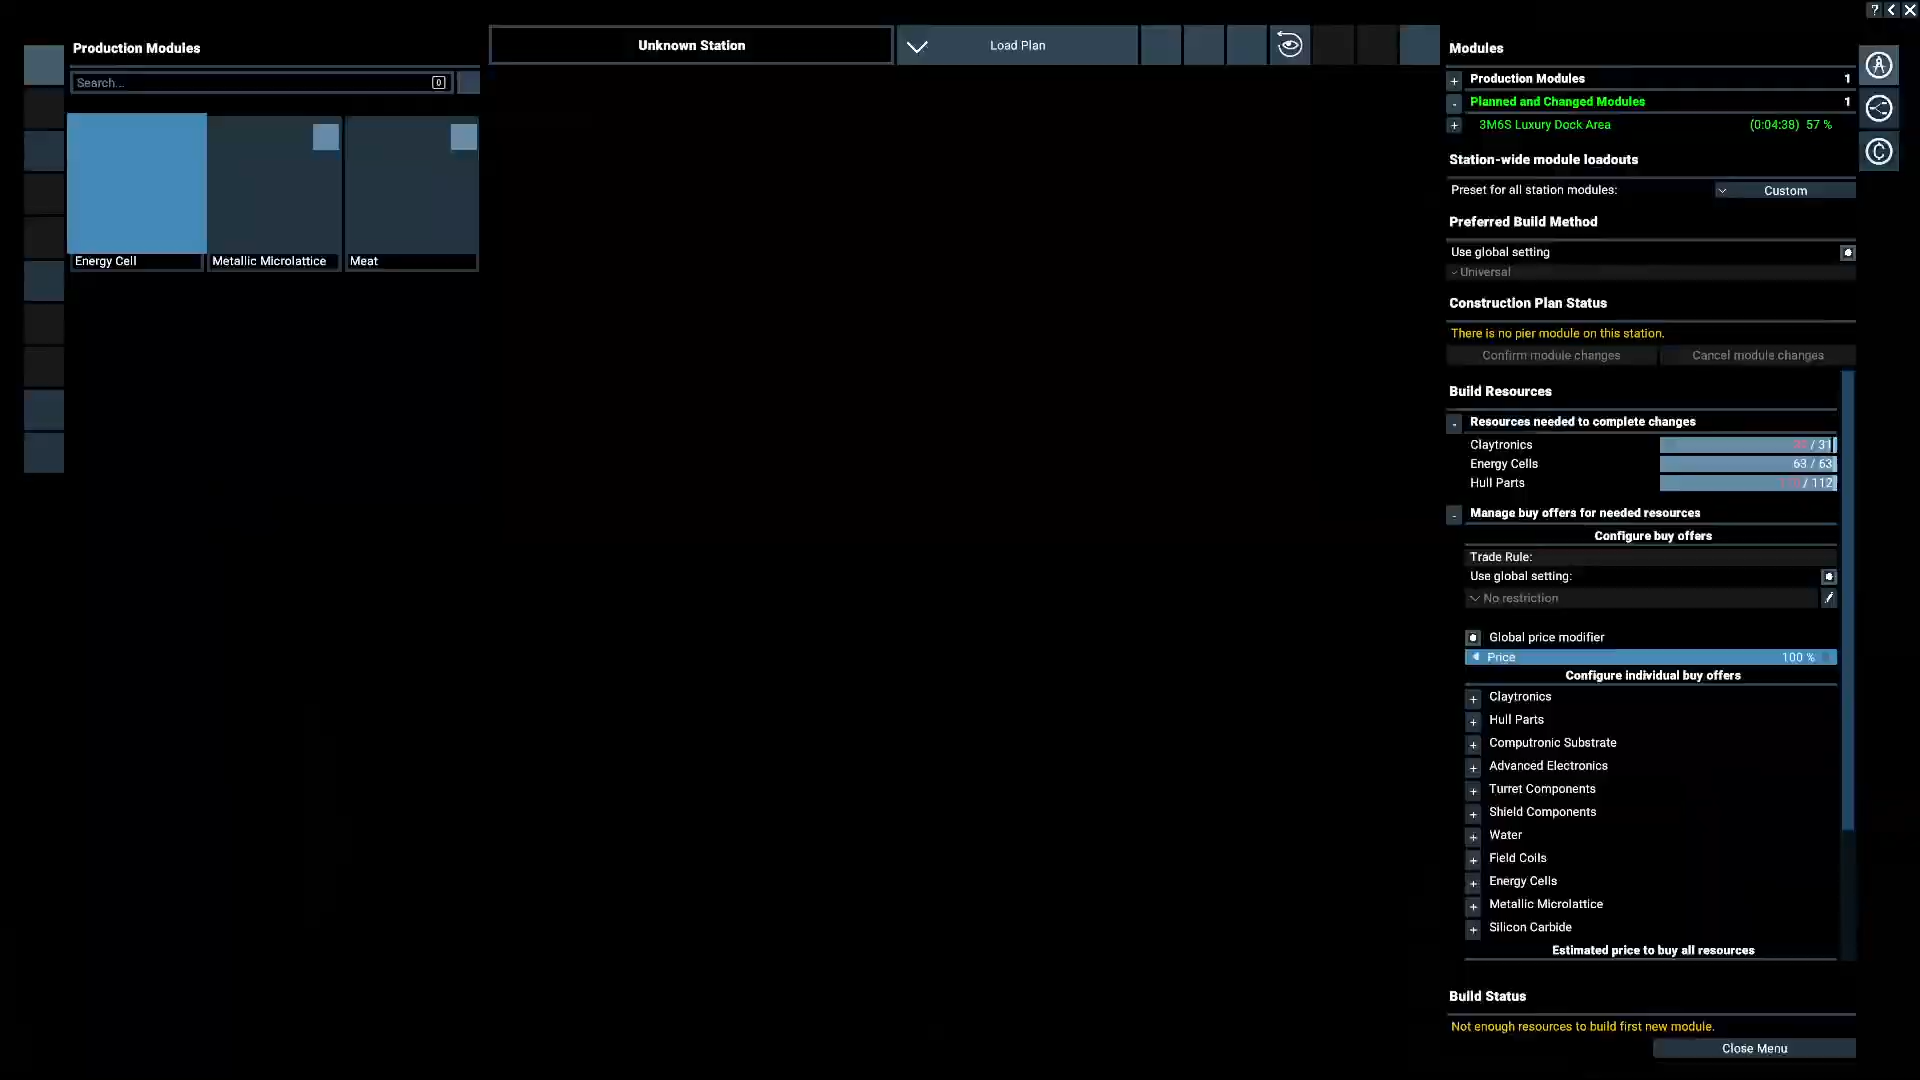 Production Modules
Search...
0
Energy Cell
Metallic Microlattice
Meat
Unknown Station
Load Plan
?
Modules
Production Modules 1
Planned and Changed Modules 1
3M6S Luxury Dock Area (0:04:38) 57 %
Station-wide module loadouts
Preset for all station modules: Custom
Preferred Build Method
Use global setting
Universal
Construction Plan Status
There is no pier module on this station.
Confirm module changes Cancel module changes
Build Resources
Resources needed to complete changes
Claytronics / 31
Energy Cells 63 / 63
Hull Parts / 112
Manage buy offers for needed resources
Configure buy offers
Trade Rule:
Use global setting:
No restriction
Global price modifier
Price 100 %
Configure individual buy offers
Claytronics
Hull Parts
Computronic Substrate
Advanced Electronics
Turret Components
Shield Components
Water
Field Coils
Energy Cells
Metallic Microlattice
Silicon Carbide
Estimated price to buy all resources
Build Status
Not enough resources to build first new module.
Close Menu